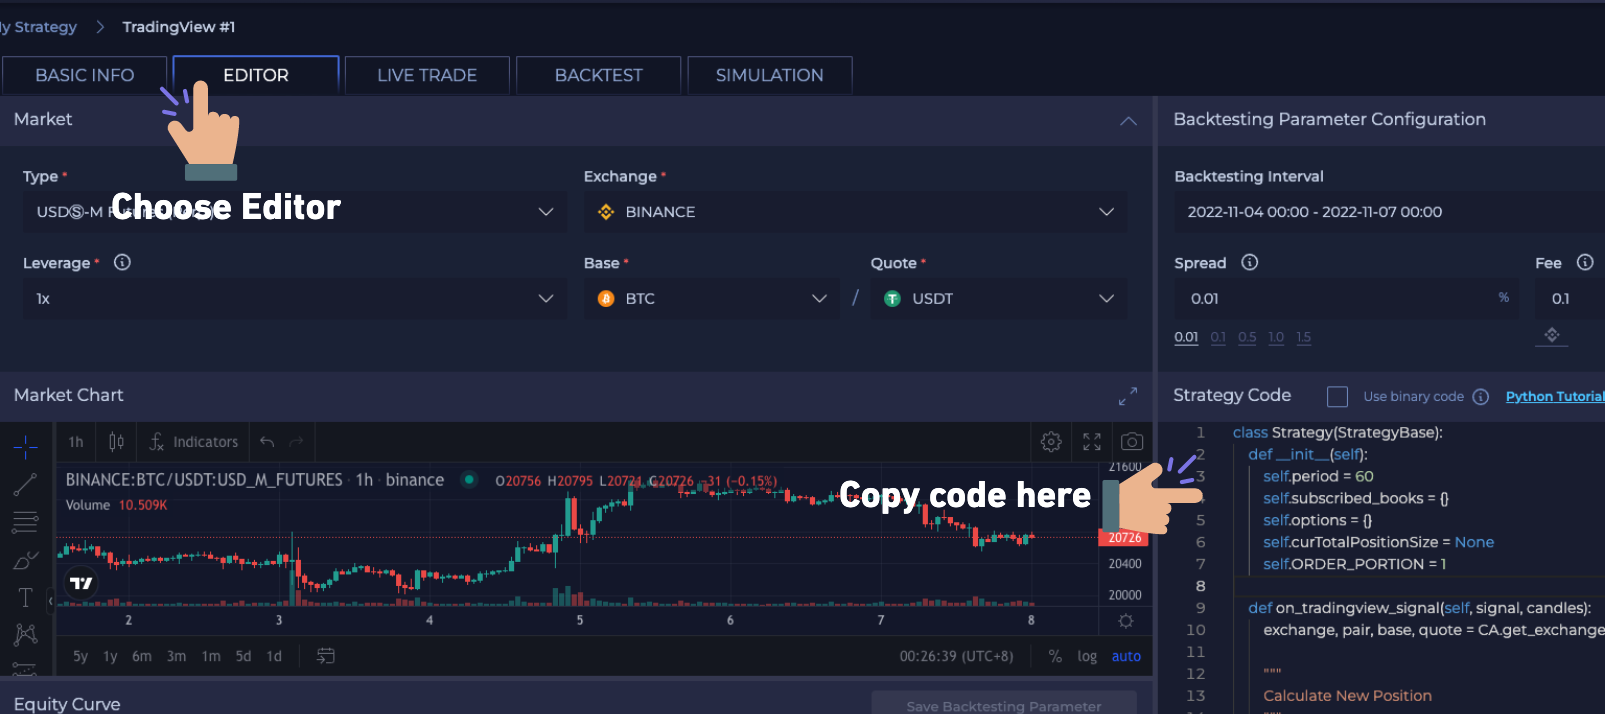 y Strategy > TradingView #1
BASIC INFO EDITOR LIVE TRADE BACKTEST SIMULATION
Market
Backtesting Parameter Configuration
Type *
Exchange *
Backtesting Interval
USDⓈ-M
Choose Editor
BINANCE
2022-11-04 00:00 - 2022-11-07 00:00
Leverage *
Base *
Quote *
Spread
Fee
1x
BTC
/
USDT
0.01 %
0.1
0.01 0.1 0.5 1.0 1.5
Market Chart
Strategy Code
Use binary code
Python Tutorial
1h
Indicators
BINANCE:BTC/USDT:USD_M_FUTURES · 1h · binance
O20756 H20795 L20721 C20726 −31 (−0.15%)
Volume 10.509K
21600
Copy code here
20726
20400
20000
T
2 3 4 5 6 7 8
5y 1y 6m 3m 1m 5d 1d
00:26:39 (UTC+8)
% log auto
Equity Curve
Save Backtesting Parameter
1 class Strategy(StrategyBase):
2 def __init__(self):
3 self.period = 60
self.subscribed_books = {}
5 self.options = {}
6 self.curTotalPositionSize = None
7 self.ORDER_PORTION = 1
8
9 def on_tradingview_signal(self, signal, candles):
10 exchange, pair, base, quote = CA.get_exchange
11
12 """
13 Calculate New Position